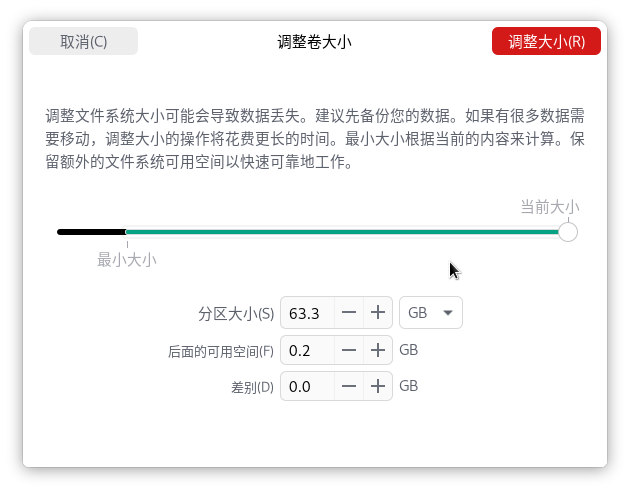 取消(C)
调整卷大小
调整大小(R)
调整文件系统大小可能会导致数据丢失。建议先备份您的数据。如果有很多数据需
要移动，调整大小的操作将花费更长的时间。最小大小根据当前的内容来计算。保
留额外的文件系统可用空间以快速可靠地工作。
当前大小
最小大小
分区大小(S) 63.3 — + GB
后面的可用空间(F) 0.2 — + GB
差别(D) 0.0 — + GB